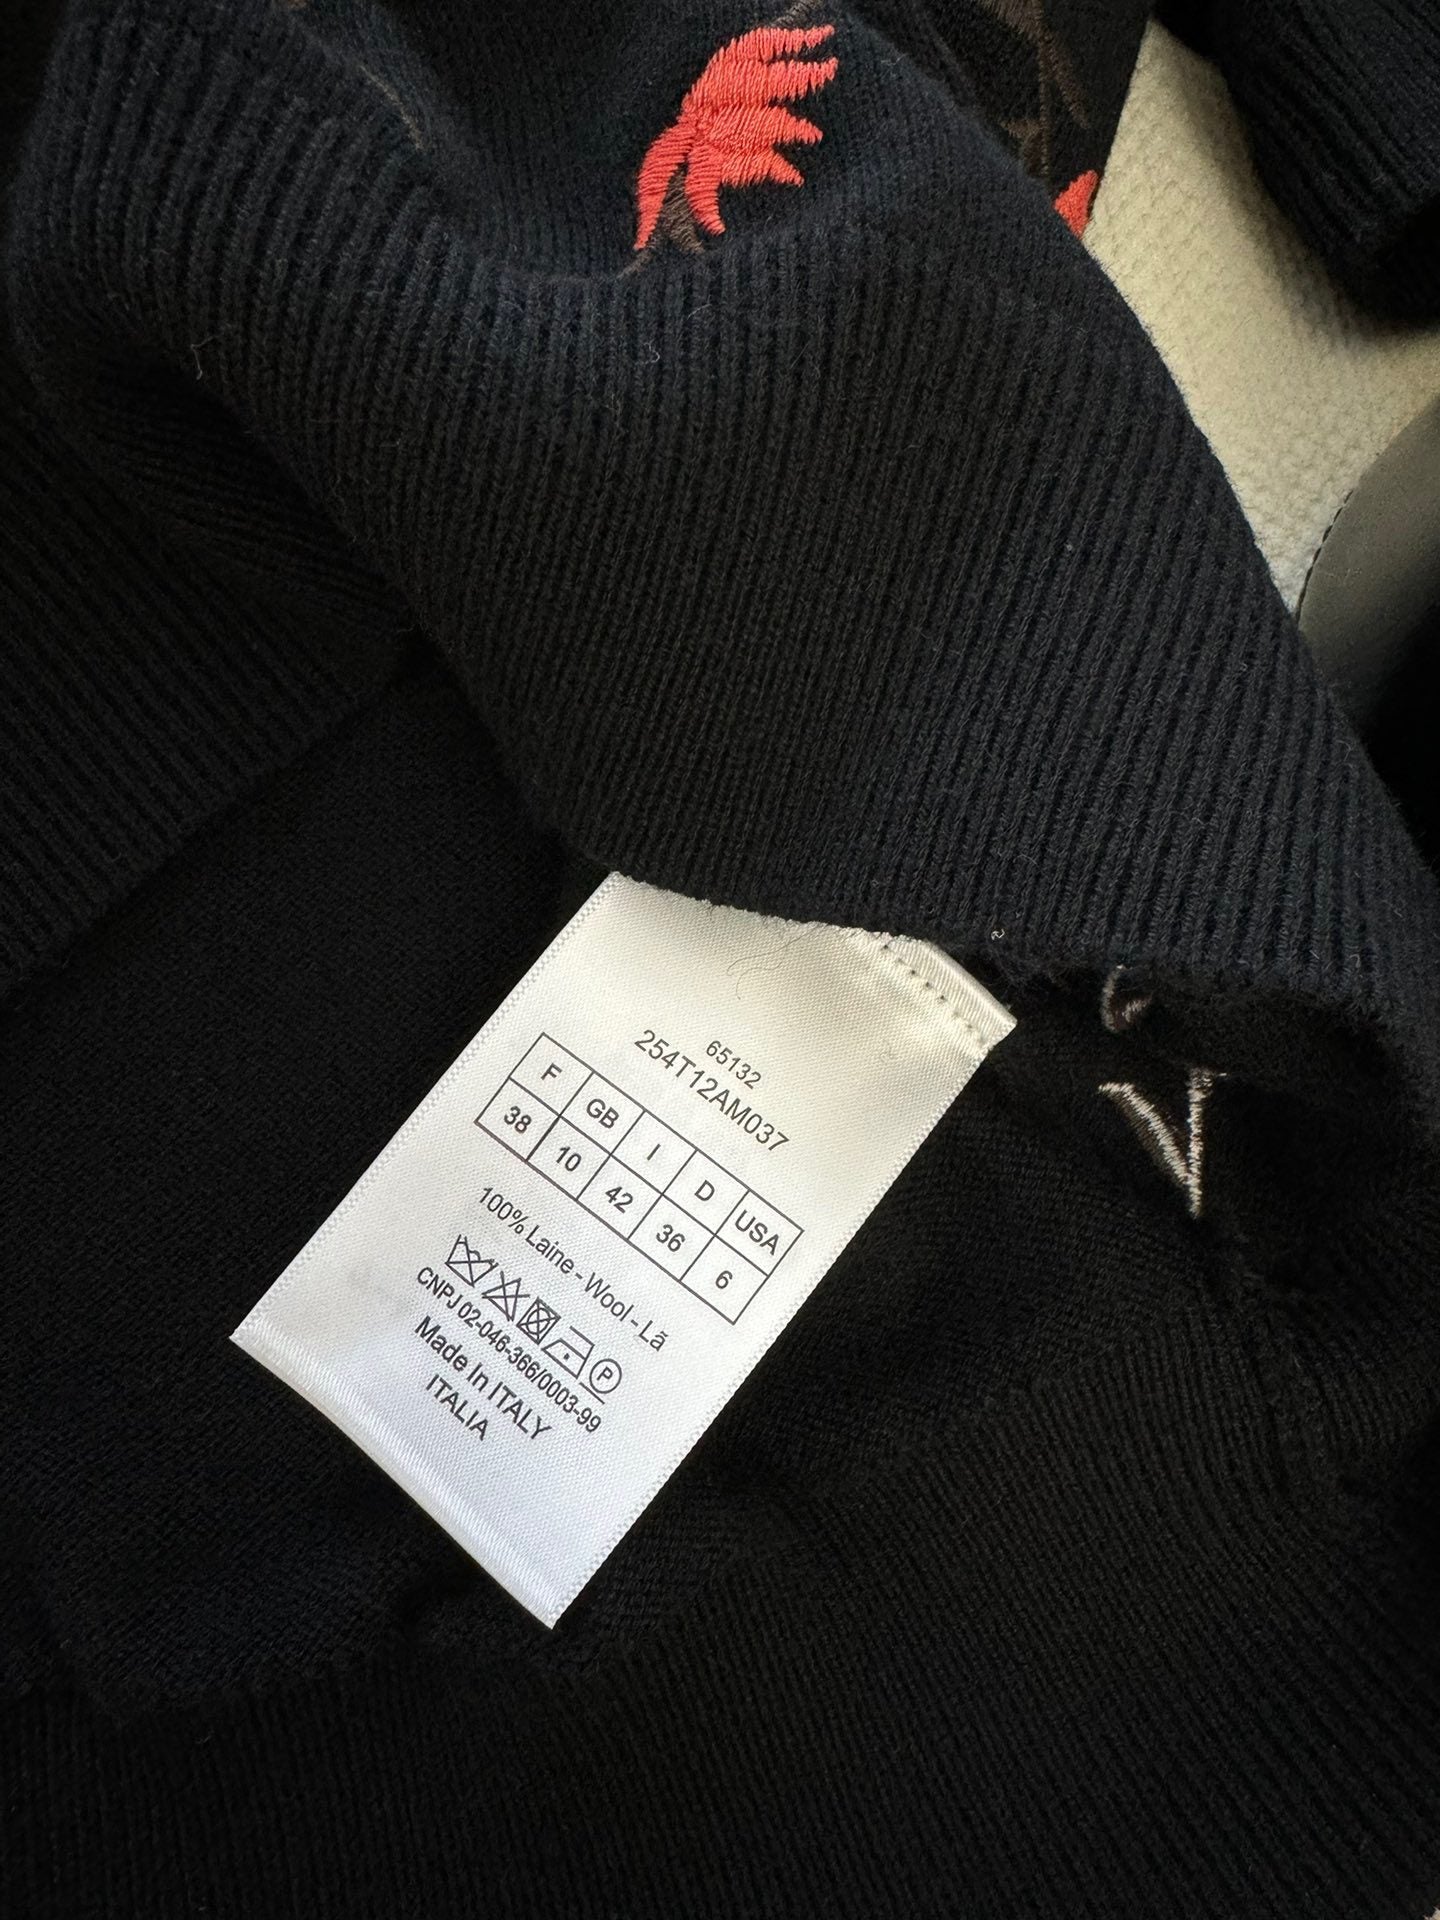 65132
254T12AM037
F GB I D USA
38 10 42 36 6
100% Laine - Wool - Lã
P
CNPJ 02-046-366/0003-99
Made In ITALY
ITALIA